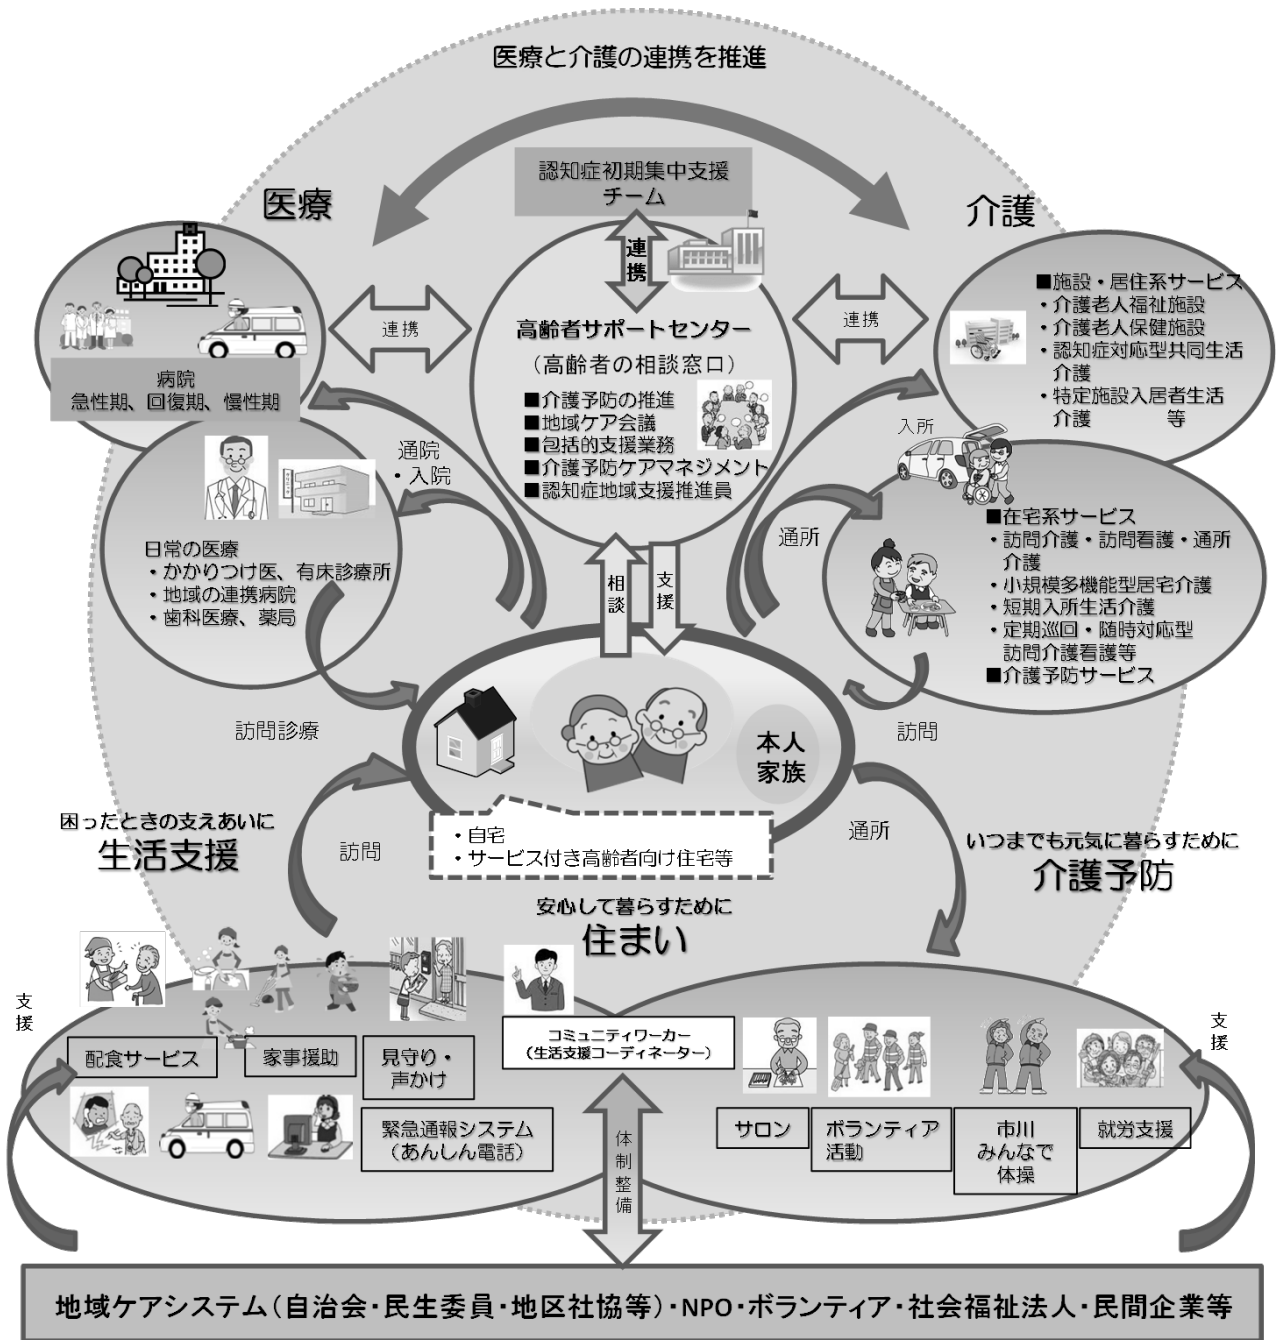 医療と介護の連携を推進
認知症初期集中支援
チーム
医療
介護
連携
高齢者サポートセンター
（高齢者の相談窓口）
■介護予防の推進
■地域ケア会議
■包括的支援業務
■介護予防ケアマネジメント
■認知症地域支援推進員
連携
連携
病院
急性期、回復期、慢性期
■施設・居住系サービス
・介護老人福祉施設
・介護老人保健施設
・認知症対応型共同生活
介護
・特定施設入居者生活
介護　　　等
通院
・入院
入所
通所
日常の医療
・かかりつけ医、有床診療所
・地域の連携病院
・歯科医療、薬局
■在宅系サービス
・訪問介護・訪問看護・通所
介護
・小規模多機能型居宅介護
・短期入所生活介護
・定期巡回・随時対応型
訪問介護看護等
■介護予防サービス
相談
支援
訪問診療
訪問
本人
家族
・自宅
・サービス付き高齢者向け住宅等
困ったときの支えあいに
生活支援
訪問
通所
いつまでも元気に暮らすために
介護予防
安心して暮らすために
住まい
支援
支援
配食サービス
家事援助
見守り・
声かけ
コミュニティワーカー
（生活支援コーディネーター）
緊急通報システム
（あんしん電話）
サロン
ボランティア
活動
市川
みんなで
体操
就労支援
体制整備
地域ケアシステム（自治会・民生委員・地区社協等）・NPO・ボランティア・社会福祉法人・民間企業等